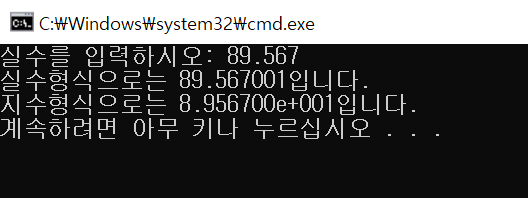 C:\Windows\system32\cmd.exe
실수를 입력하시오: 89.567
실수형식으로는 89.567001입니다.
지수형식으로는 8.956700e+001입니다.
계속하려면 아무 키나 누르십시오 . . .